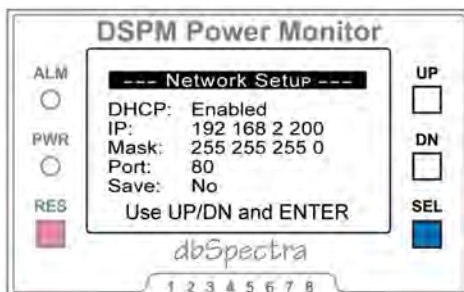 DSPM Power Monitor
ALM
PWR
RES
--- Network Setup ---
DHCP: Enabled
IP: 192 168 2 200
Mask: 255 255 255 0
Port: 80
Save: No
Use UP/DN and ENTER
UP
DN
SEL
dbSpectra
1 2 3 4 5 6 7 8